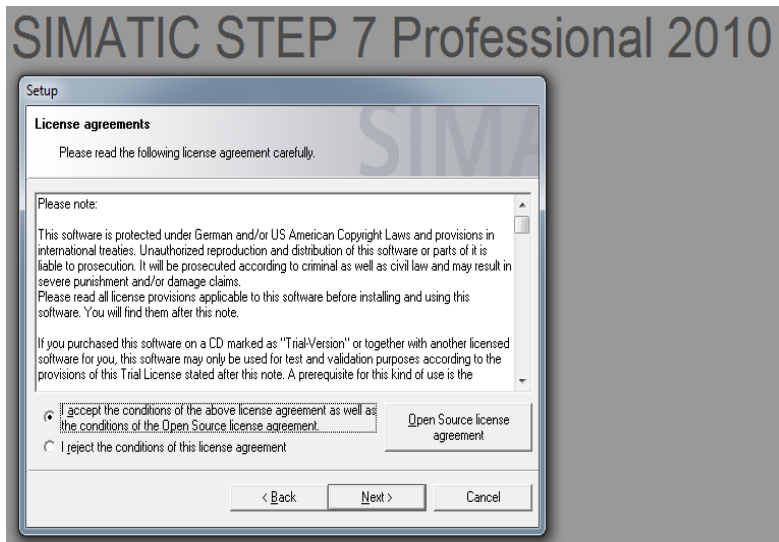 SIMATIC STEP 7 Professional 2010
Setup
License agreements
Please read the following license agreement carefully.
SIMA
Please note:
This software is protected under German and/or US American Copyright Laws and provisions in
international treaties. Unauthorized reproduction and distribution of this software or parts of it is
liable to prosecution. It will be prosecuted according to criminal as well as civil law and may result in
severe punishment and/or damage claims.
Please read all license provisions applicable to this software before installing and using this
software. You will find them after this note.
If you purchased this software on a CD marked as "Trial-Version" or together with another licensed
software for you, this software may only be used for test and validation purposes according to the
provisions of this Trial License stated after this note. A prerequisite for this kind of use is the
I accept the conditions of the above license agreement as well as
the conditions of the Open Source license agreement.
I reject the conditions of this license agreement
Open Source license
agreement
< Back
Next >
Cancel